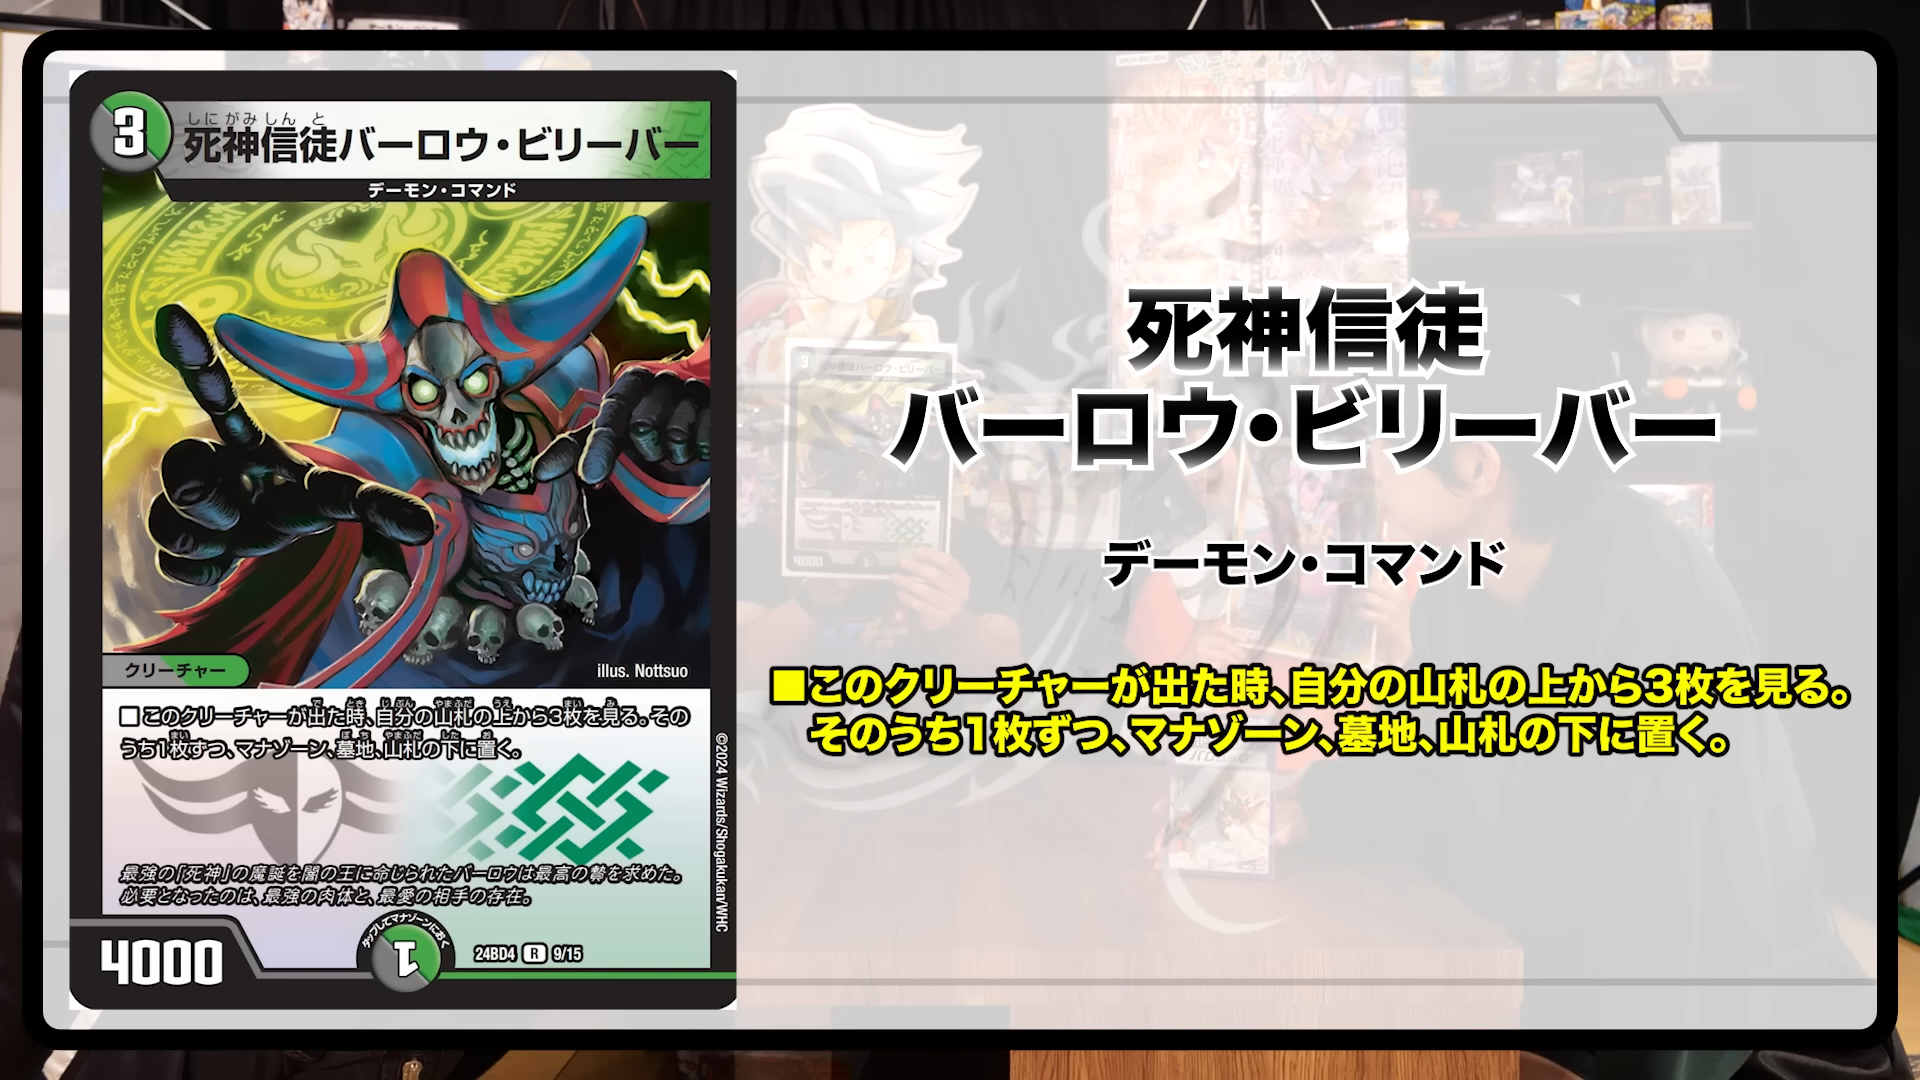 3
しにがみしんと
死神信徒バーロウ・ビリーバー
デーモン・コマンド
クリーチャー
illus. Nottsuo
■このクリーチャーが出た時、自分の山札の上から3枚を見る。その
うち1枚ずつ、マナゾーン、墓地、山札の下に置く。
最強の「死神」の魔誕を闇の王に命じられたバーロウは最高の贄を求めた。
必要となったのは、最強の肉体と、最愛の相手の存在。
©2024 Wizards/Shogakukan/WHC
4000
タップしてマナゾーンにおく
1
24BD4 R 9/15
死神信徒
バーロウ・ビリーバー
デーモン・コマンド
■このクリーチャーが出た時、自分の山札の上から3枚を見る。
そのうち1枚ずつ、マナゾーン、墓地、山札の下に置く。